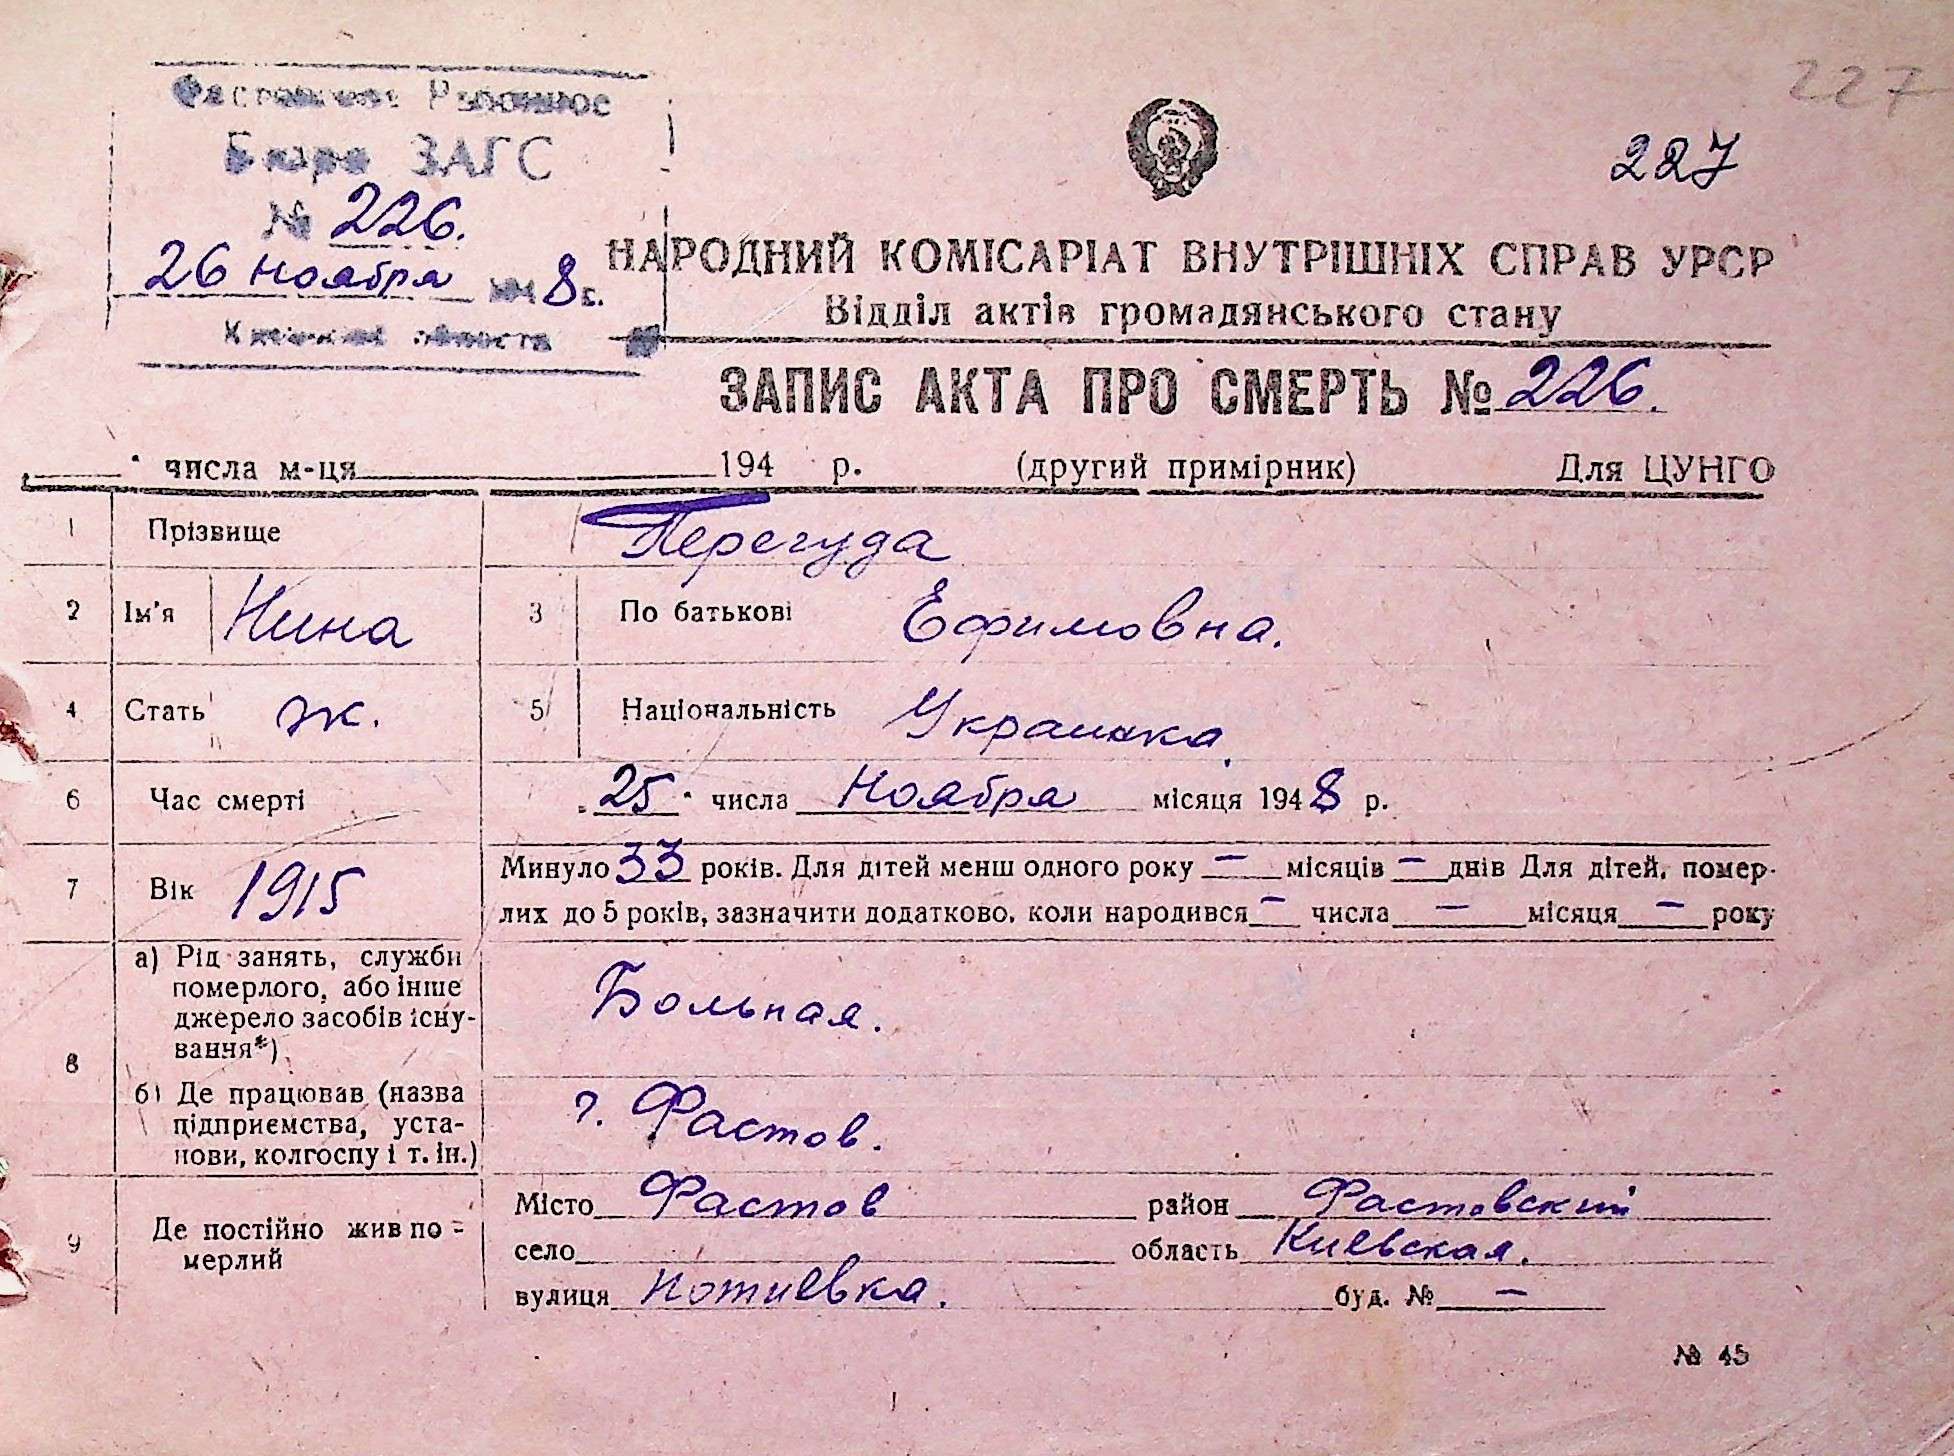 227
Фастовское Районное
Бюро ЗАГС
№ 226.
26 ноября 1948 г.
Киевской области
227
НАРОДНИЙ КОМІСАРІАТ ВНУТРІШНІХ СПРАВ УРСР
Відділ актів громадянського стану
ЗАПИС АКТА ПРО СМЕРТЬ № 226.
числа м-ця 194 р. (другий примірник) Для ЦУНГО
1 Прізвище Перегуда
2 Ім'я Нина 3 По батькові Ефимовна.
4 Стать ж. 5 Національність Украинка
6 Час смерті „25" числа Ноября місяця 1948 р.
7 Вік 1915 Минуло 33 років. Для дітей менш одного року — місяців — днів Для дітей, помер-
лих до 5 років, зазначити додатково, коли народився — числа — місяця — року
8 а) Рід занять, служби
померлого, або інше
джерело засобів існу-
вання*)
Больная.
б) Де працював (назва
підприємства, уста-
нови, колгоспу і т. ін.)
г. Фастов.
9 Де постійно жив по-
мерлий
Місто Фастов район Фастовский
село область Киевская.
вулиця Потиевка. буд. № —
№ 45